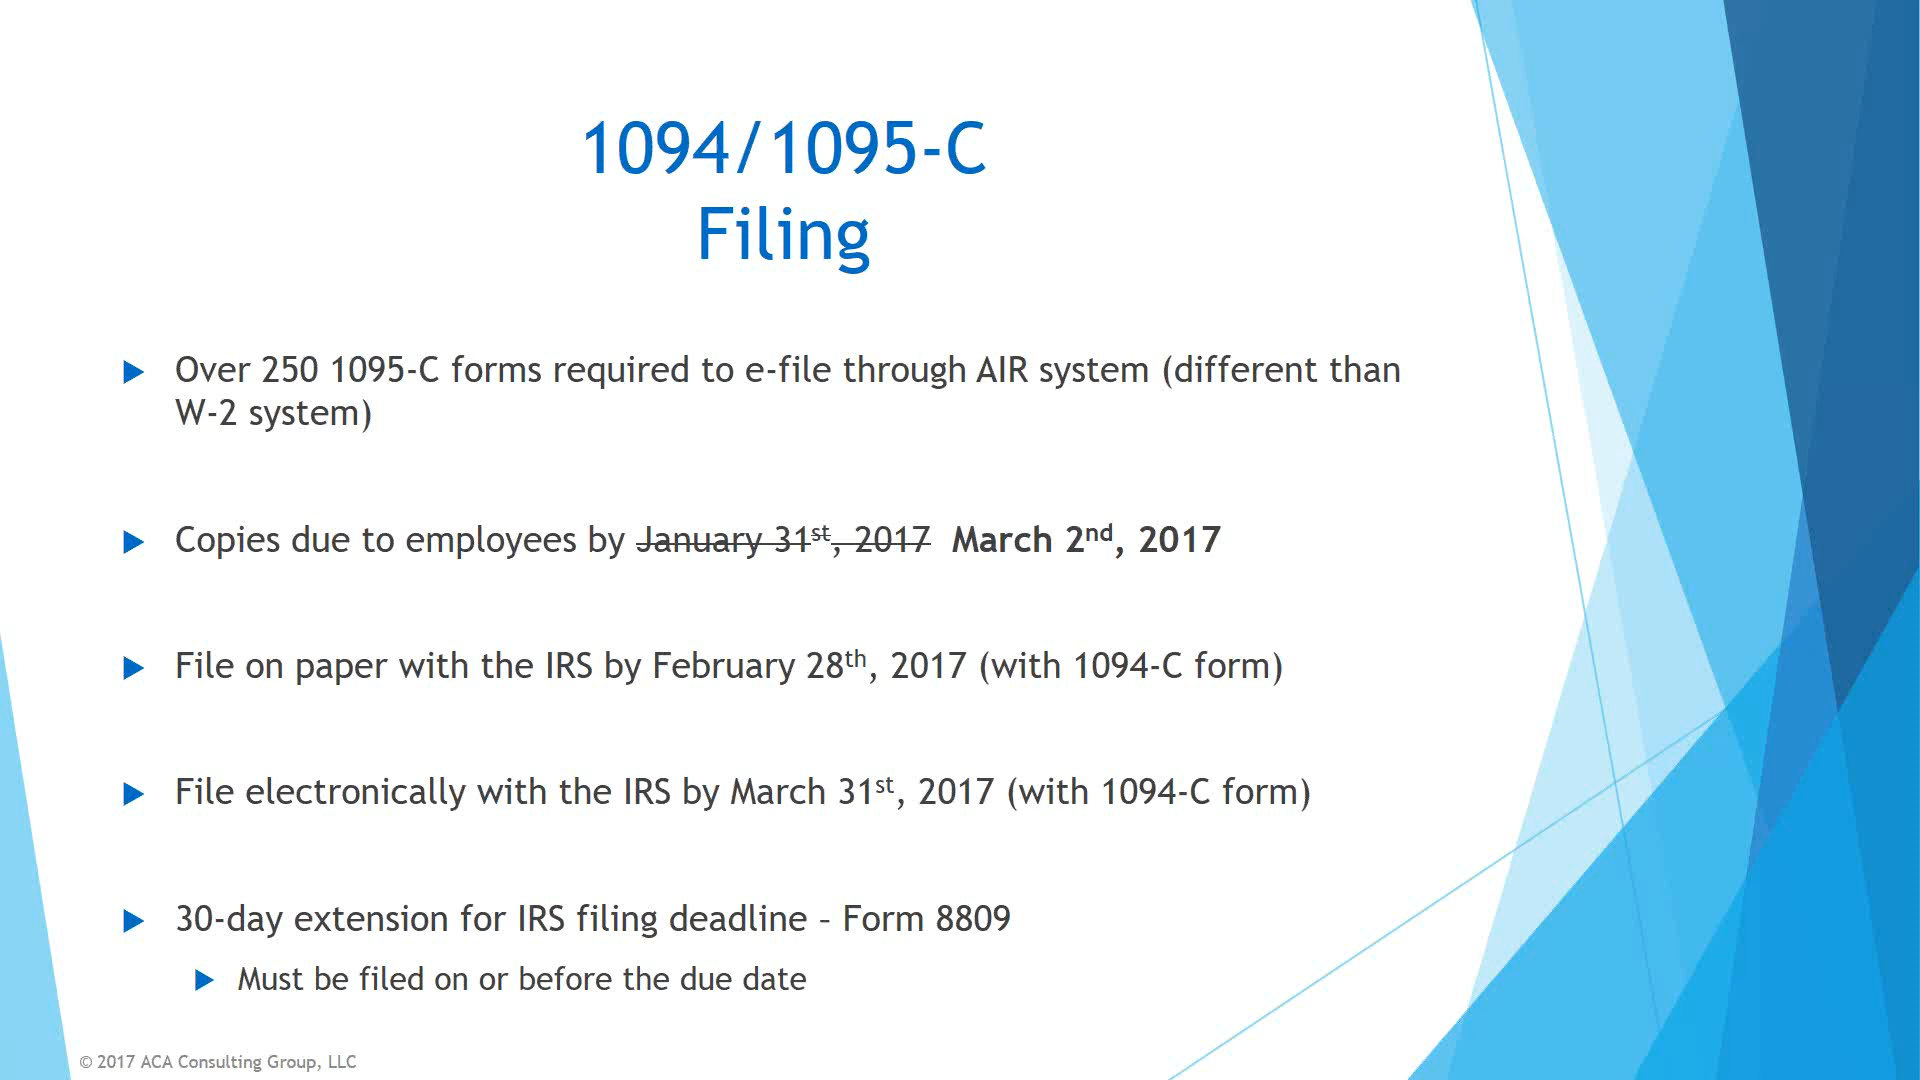 1094/1095-C
Filing
Over 250 1095-C forms required to e-file through AIR system (different than
W-2 system)
Copies due to employees by January 31st, 2017 March 2nd, 2017
File on paper with the IRS by February 28th, 2017 (with 1094-C form)
File electronically with the IRS by March 31st, 2017 (with 1094-C form)
30-day extension for IRS filing deadline – Form 8809
Must be filed on or before the due date
© 2017 ACA Consulting Group, LLC